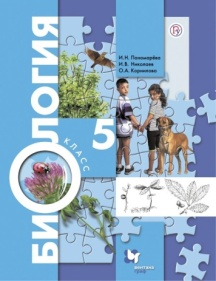 И.Н. Пономарёва
И.В. Николаев
О.А. Корнилова
БИОЛОГИЯ
5
КЛАСС